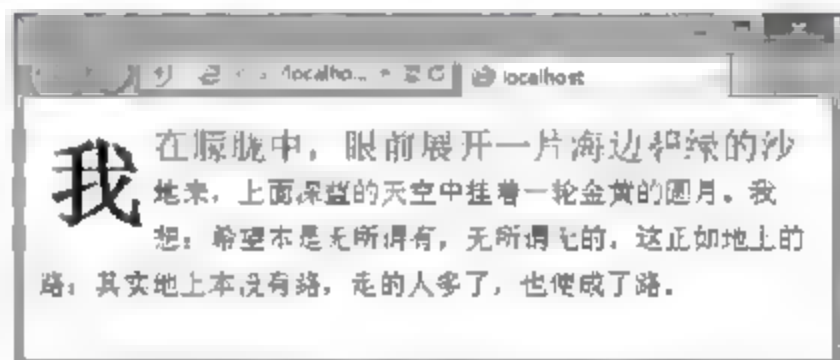 localho...
localhost
我
在朦胧中，眼前展开一片海边碧绿的沙
地来，上面深蓝的天空中挂着一轮金黄的圆月。我
想：希望本是无所谓有，无所谓无的，这正如地上的
路；其实地上本没有路，走的人多了，也便成了路。